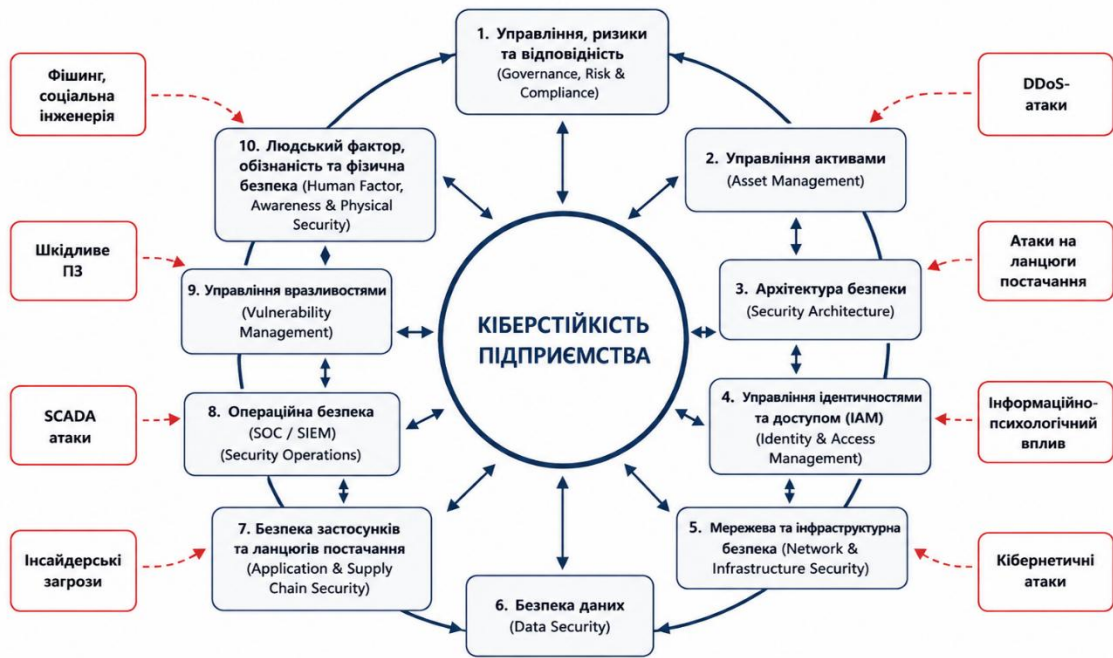 1. Управління, ризики
та відповідність
(Governance, Risk &
Compliance)
Фішинг,
соціальна
інженерія
DDoS-
атаки
10. Людський фактор,
обізнаність та фізична
безпека (Human Factor,
Awareness & Physical
Security)
2. Управління активами
(Asset Management)
Шкідливе
ПЗ
9. Управління вразливостями
(Vulnerability
Management)
КІБЕРСТІЙКІСТЬ
ПІДПРИЄМСТВА
3. Архітектура безпеки
(Security Architecture)
Атаки на
ланцюги
постачання
SCADA
атаки
8. Операційна безпека
(SOC / SIEM)
(Security Operations)
4. Управління ідентичностями
та доступом (IAM)
(Identity & Access
Management)
Інформаційно-
психологічний
вплив
Інсайдерські
загрози
7. Безпека застосунків
та ланцюгів постачання
(Application & Supply
Chain Security)
5. Мережева та інфраструктурна
безпека (Network &
Infrastructure Security)
Кібернетичні
атаки
6. Безпека даних
(Data Security)